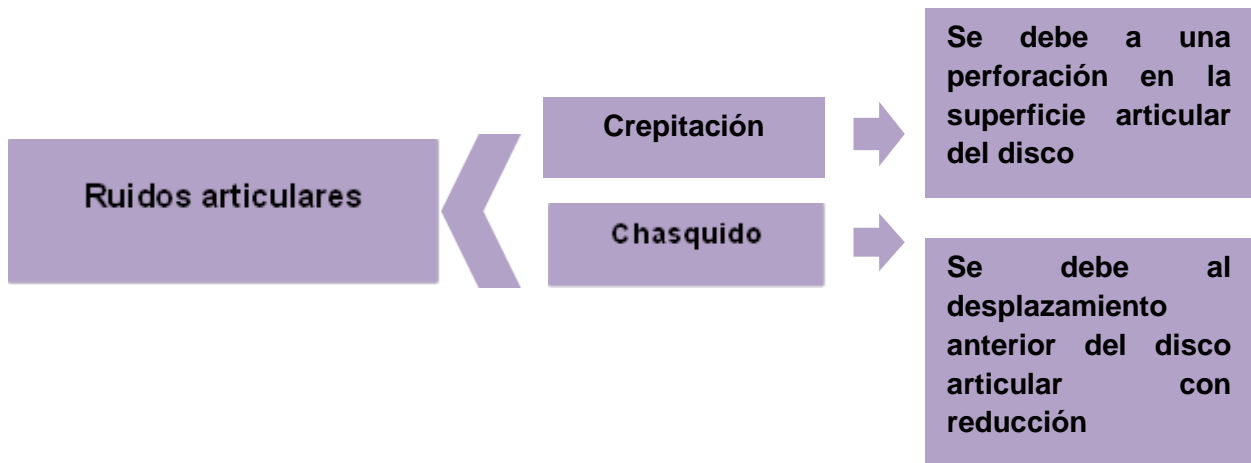 Ruidos articulares
Crepitación
Se debe a una
perforación en la
superficie articular
del disco
Chasquido
Se debe al
desplazamiento
anterior del disco
articular con
reducción